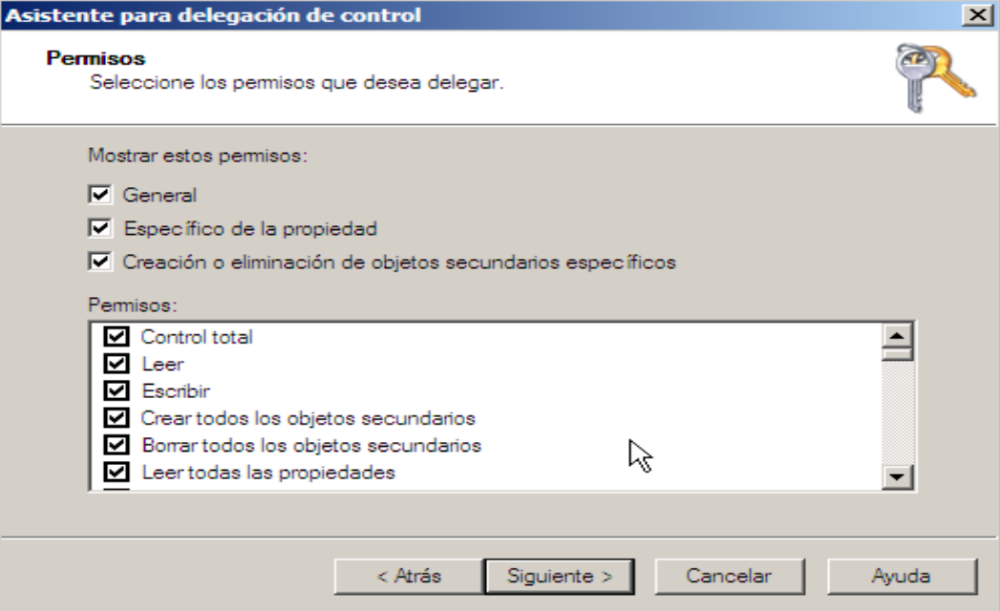 Asistente para delegación de control
Permisos
Seleccione los permisos que desea delegar.
Mostrar estos permisos:
General
Específico de la propiedad
Creación o eliminación de objetos secundarios específicos
Permisos:
Control total
Leer
Escribir
Crear todos los objetos secundarios
Borrar todos los objetos secundarios
Leer todas las propiedades
< Atrás
Siguiente >
Cancelar
Ayuda